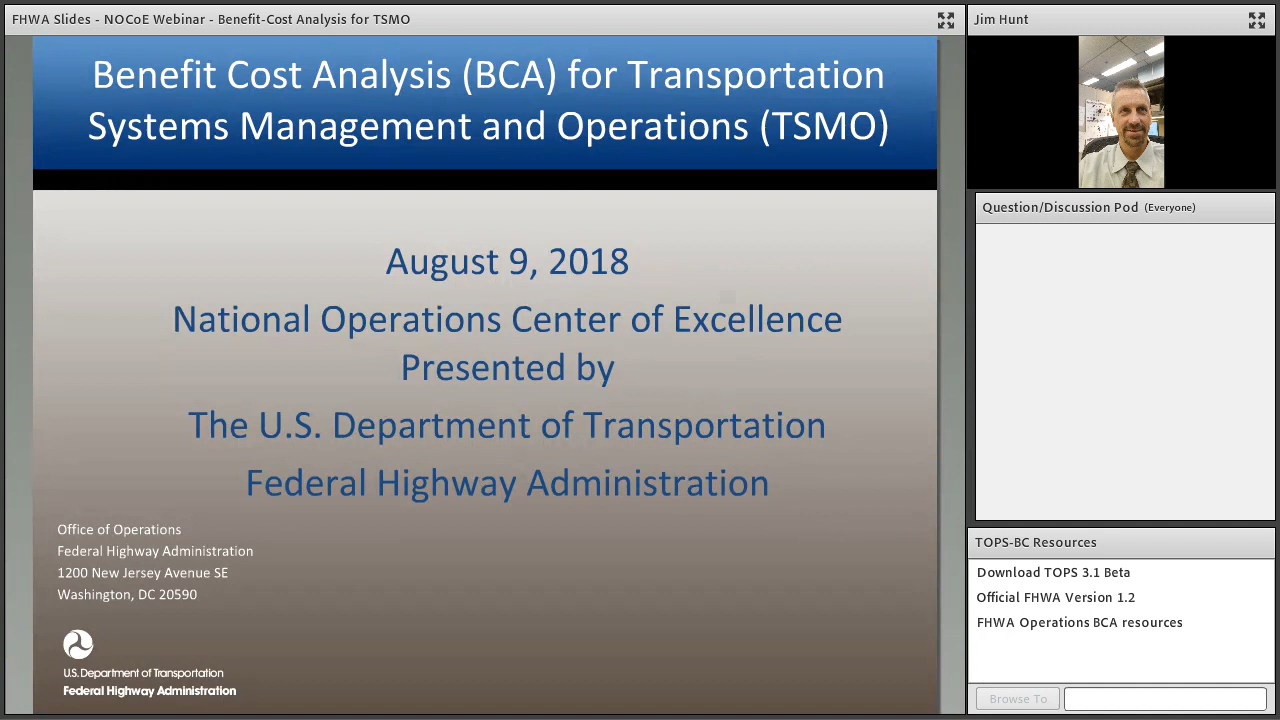 FHWA Slides - NOCoE Webinar - Benefit-Cost Analysis for TSMO
Benefit Cost Analysis (BCA) for Transportation
Systems Management and Operations (TSMO)
August 9, 2018
National Operations Center of Excellence
Presented by
The U.S. Department of Transportation
Federal Highway Administration
Office of Operations
Federal Highway Administration
1200 New Jersey Avenue SE
Washington, DC 20590
U.S. Department of Transportation
Federal Highway Administration
Jim Hunt
Question/Discussion Pod (Everyone)
TOPS-BC Resources
Download TOPS 3.1 Beta
Official FHWA Version 1.2
FHWA Operations BCA resources
Browse To